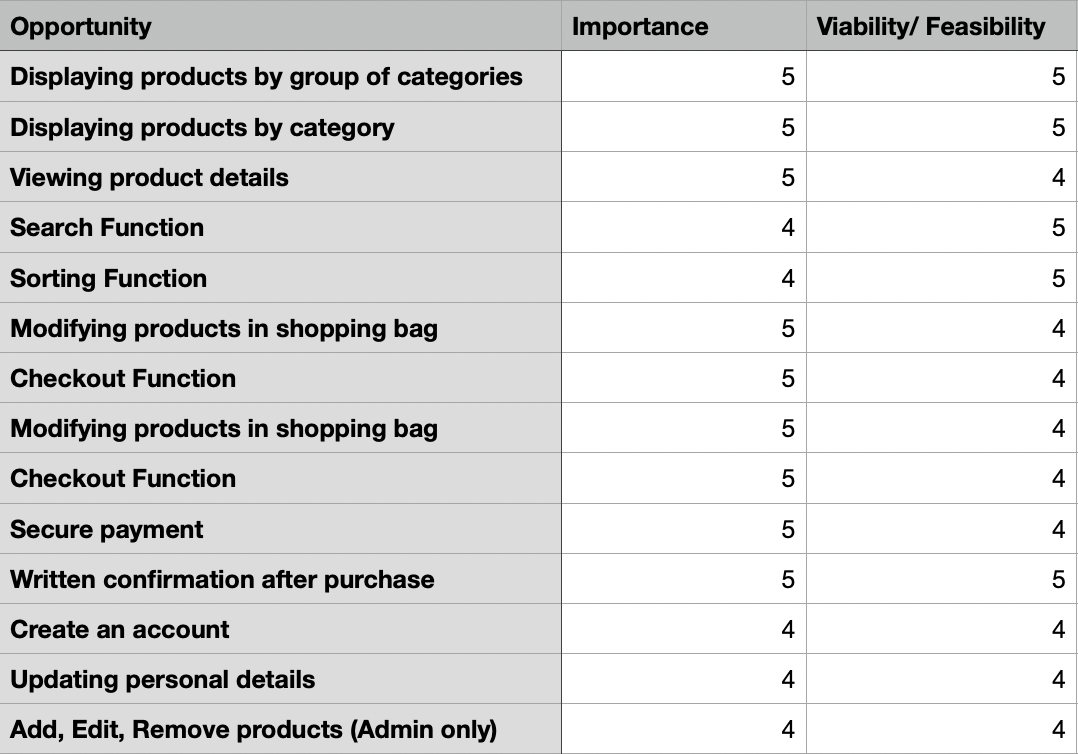 Opportunity Importance Viability/ Feasibility
Displaying products by group of categories 5 5
Displaying products by category 5 5
Viewing product details 5 4
Search Function 4 5
Sorting Function 4 5
Modifying products in shopping bag 5 4
Checkout Function 5 4
Modifying products in shopping bag 5 4
Checkout Function 5 4
Secure payment 5 4
Written confirmation after purchase 5 5
Create an account 4 4
Updating personal details 4 4
Add, Edit, Remove products (Admin only) 4 4